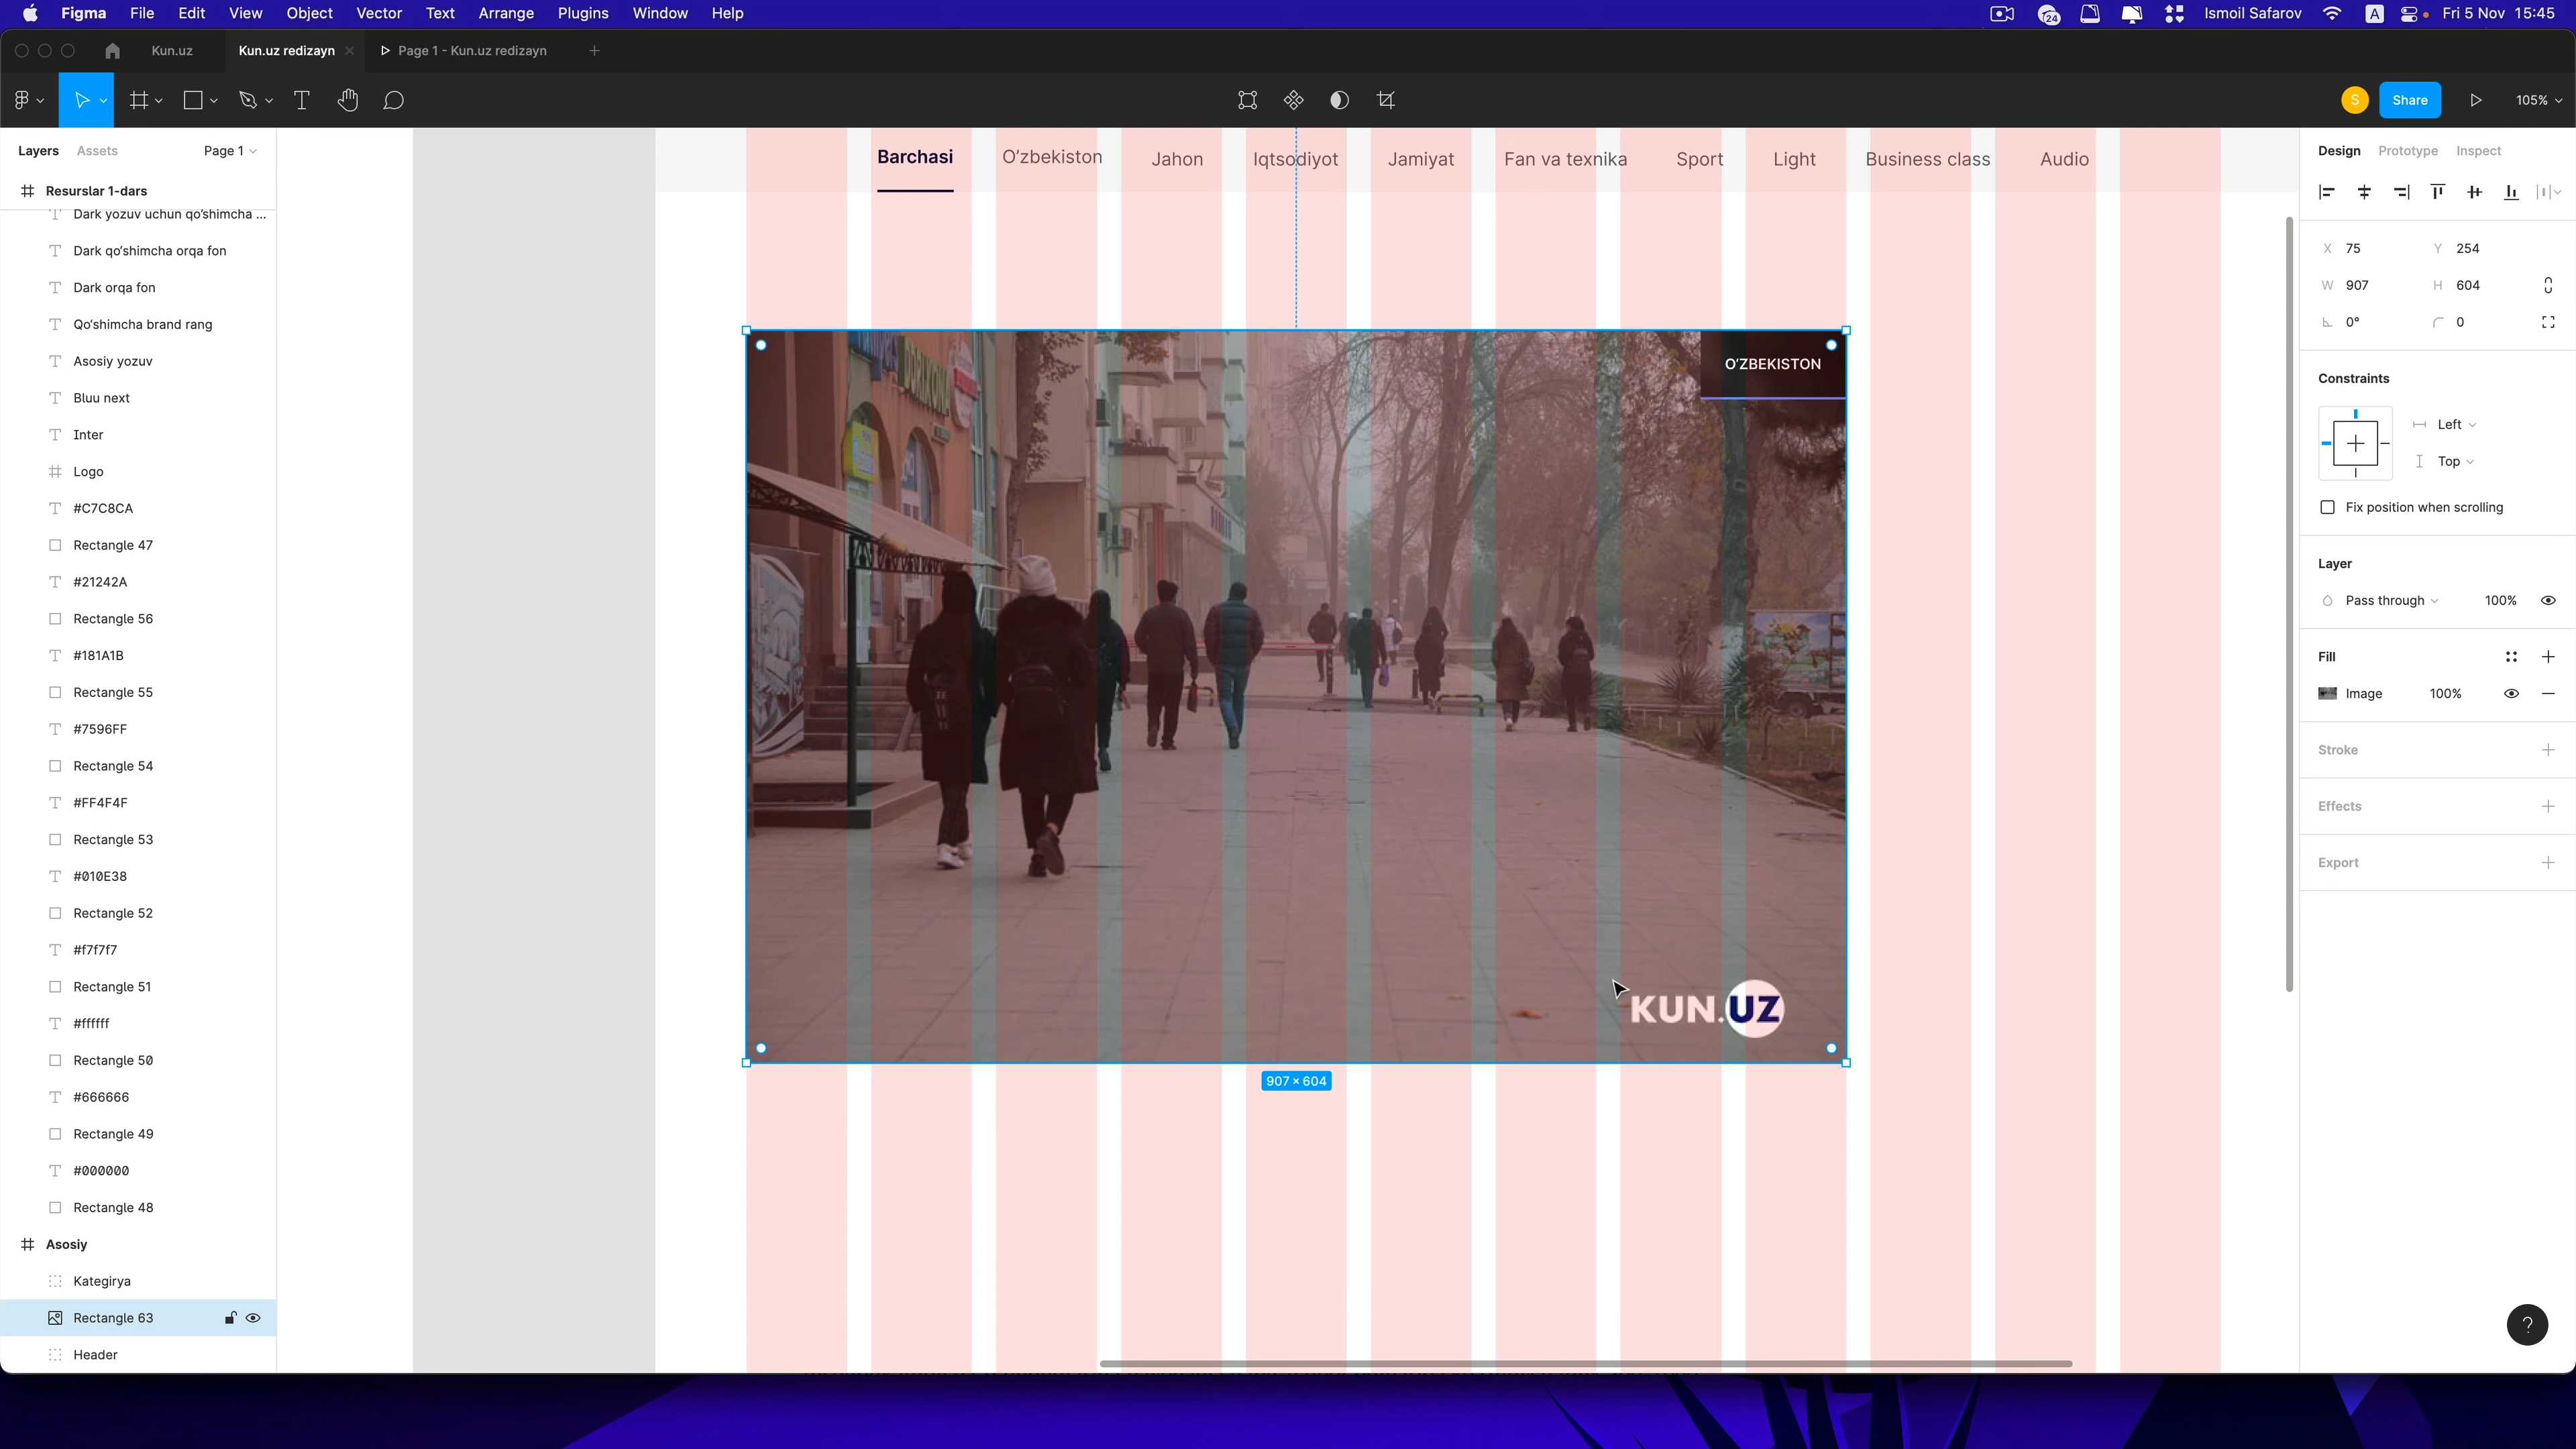 Figma File Edit View Object Vector Text Arrange Plugins Window Help
24 Ismoil Safarov A Fri 5 Nov 15:45
Kun.uz Kun.uz redizayn Page 1 - Kun.uz redizayn
S Share 105%
Layers Assets Page 1
Resurslar 1-dars
Dark yozuv uchun qo‘shimcha ...
Dark qo‘shimcha orqa fon
Dark orqa fon
Qo‘shimcha brand rang
Asosiy yozuv
Bluu next
Inter
Logo
#C7C8CA
Rectangle 47
#21242A
Rectangle 56
#181A1B
Rectangle 55
#7596FF
Rectangle 54
#FF4F4F
Rectangle 53
#010E38
Rectangle 52
#f7f7f7
Rectangle 51
#ffffff
Rectangle 50
#666666
Rectangle 49
#000000
Rectangle 48
Asosiy
Kategirya
Rectangle 63
Header
Barchasi O‘zbekiston Jahon Iqtsodiyot Jamiyat Fan va texnika Sport Light Business class Audio
O‘ZBEKISTON
KUN.UZ
907 × 604
Design Prototype Inspect
X 75 Y 254
W 907 H 604
0° 0
Constraints
Left
Top
Fix position when scrolling
Layer
Pass through 100%
Fill
Image 100%
Stroke
Effects
Export
?